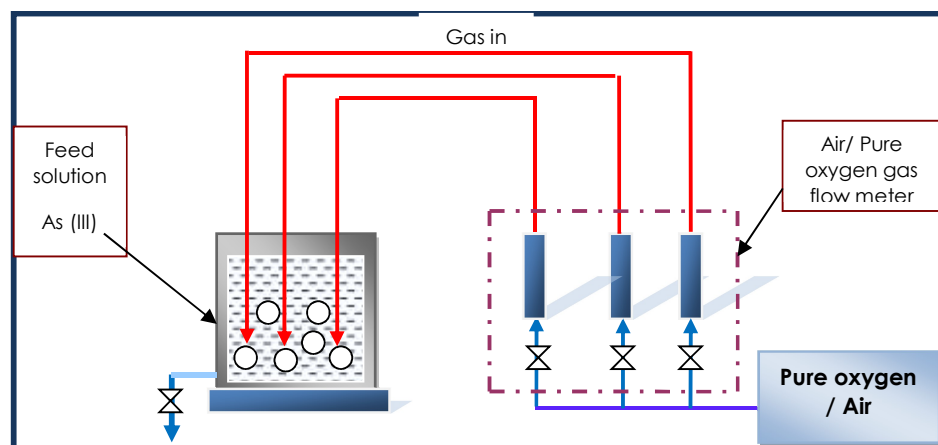 Gas in
Feed
solution
As (III)
Air/ Pure
oxygen gas
flow meter
Pure oxygen
/ Air